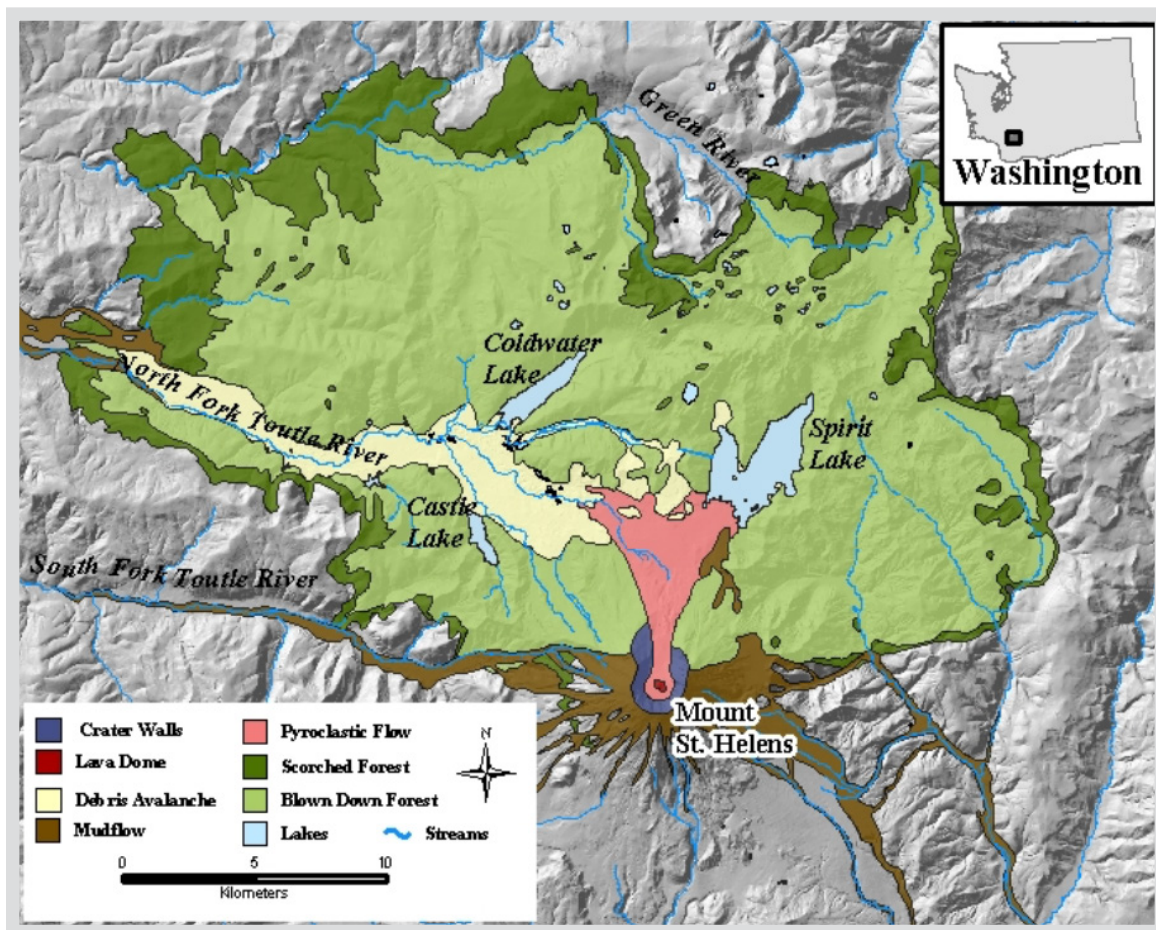 Washington
Green River
Coldwater
Lake
North Fork Toutle River
Spirit
Lake
Castle
Lake
South Fork Toutle River
Mount
St. Helens
Crater Walls
Lava Dome
Debris Avalanche
Mudflow
Pyroclastic Flow
Scorched Forest
Blown Down Forest
Lakes
Streams
N
0 5 10
Kilometers